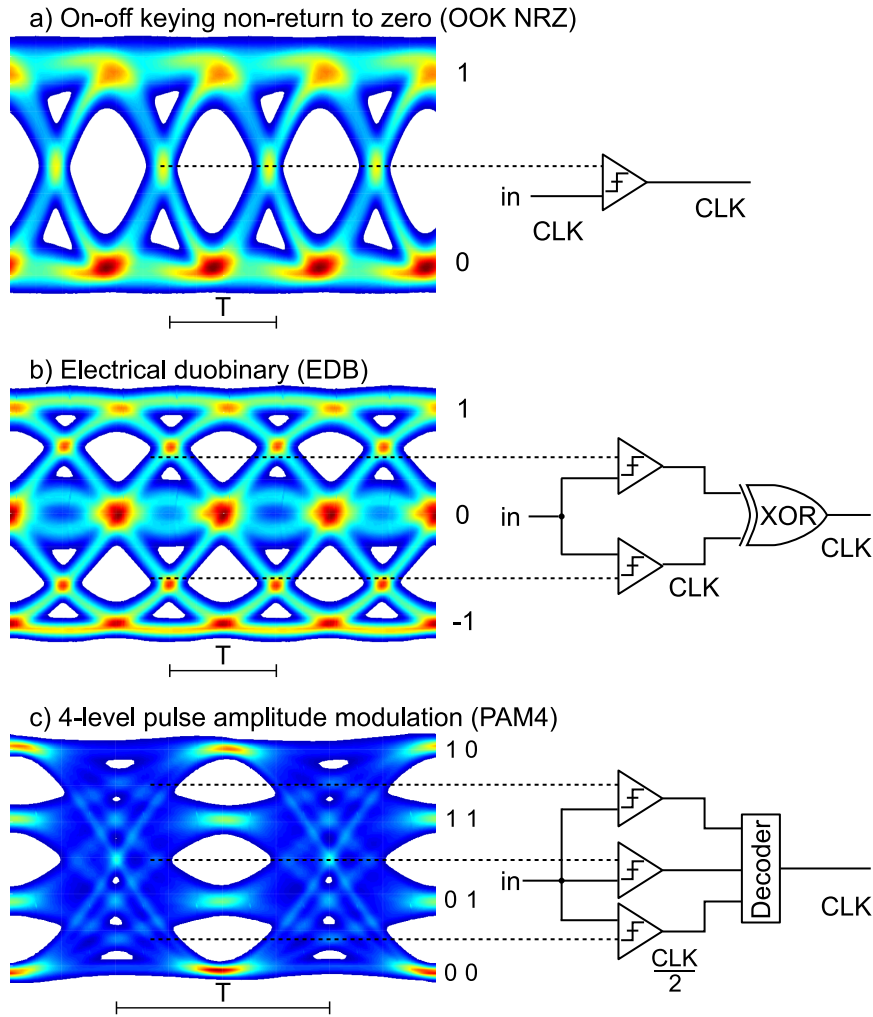 a) On-off keying non-return to zero (OOK NRZ)
1
in
CLK
CLK
0
T
b) Electrical duobinary (EDB)
1
0
in
XOR
CLK
CLK
-1
T
c) 4-level pulse amplitude modulation (PAM4)
1 0
1 1
in
Decoder
0 1
CLK
CLK
2
0 0
T